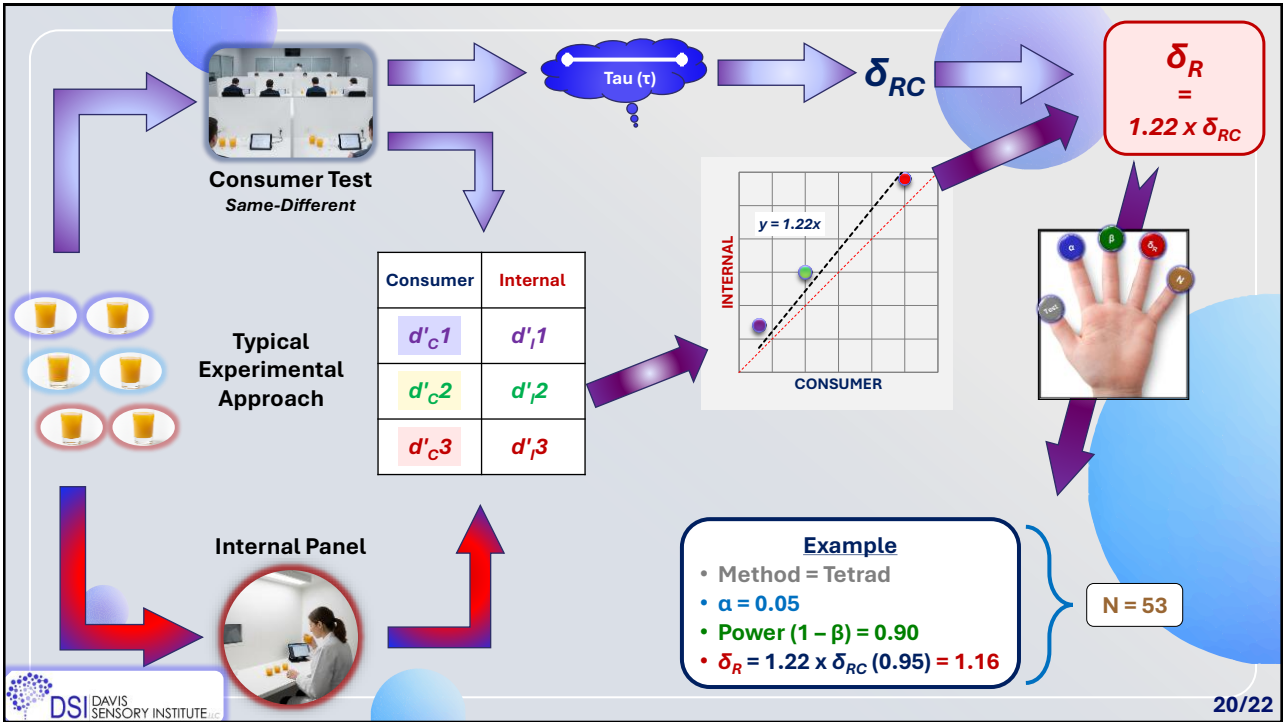 Consumer Test
Same-Different
Tau (τ)
δRC
δR
=
1.22 x δRC
Typical
Experimental
Approach
Consumer Internal
d'C1 d'I1
d'C2 d'I2
d'C3 d'I3
y = 1.22x
INTERNAL
CONSUMER
Test
α
β
δR
N
Internal Panel
Example
• Method = Tetrad
• α = 0.05
• Power (1 – β) = 0.90
• δR = 1.22 x δRC (0.95) = 1.16
N = 53
DSI DAVIS
SENSORY INSTITUTE LLC
20/22